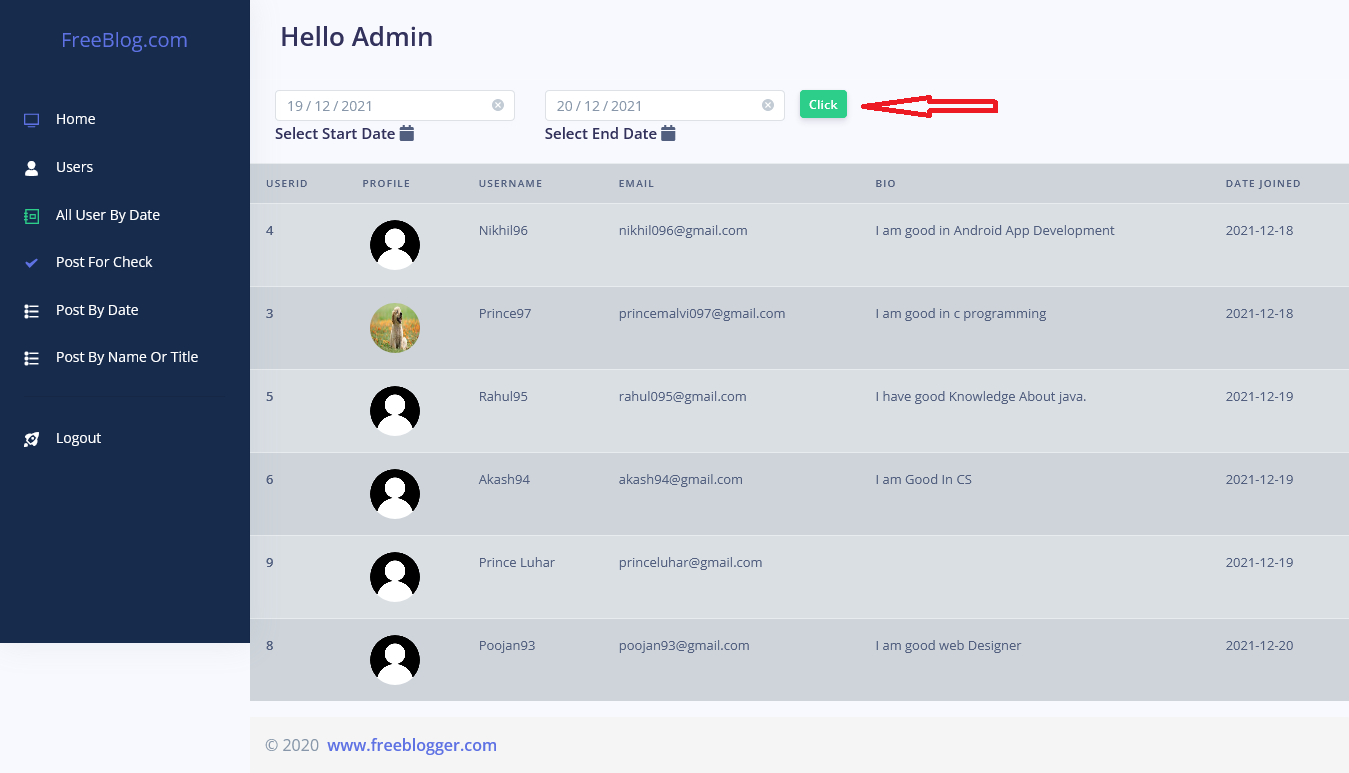 FreeBlog.com
Home
Users
All User By Date
Post For Check
Post By Date
Post By Name Or Title
Logout
Hello Admin
19 / 12 / 2021 20 / 12 / 2021 Click
Select Start Date Select End Date
USERID PROFILE USERNAME EMAIL BIO DATE JOINED
4 Nikhil96 nikhil096@gmail.com I am good in Android App Development 2021-12-18
3 Prince97 princemalvi097@gmail.com I am good in c programming 2021-12-18
5 Rahul95 rahul095@gmail.com I have good Knowledge About java. 2021-12-19
6 Akash94 akash94@gmail.com I am Good In CS 2021-12-19
9 Prince Luhar princeluhar@gmail.com 2021-12-19
8 Poojan93 poojan93@gmail.com I am good web Designer 2021-12-20
© 2020 www.freeblogger.com